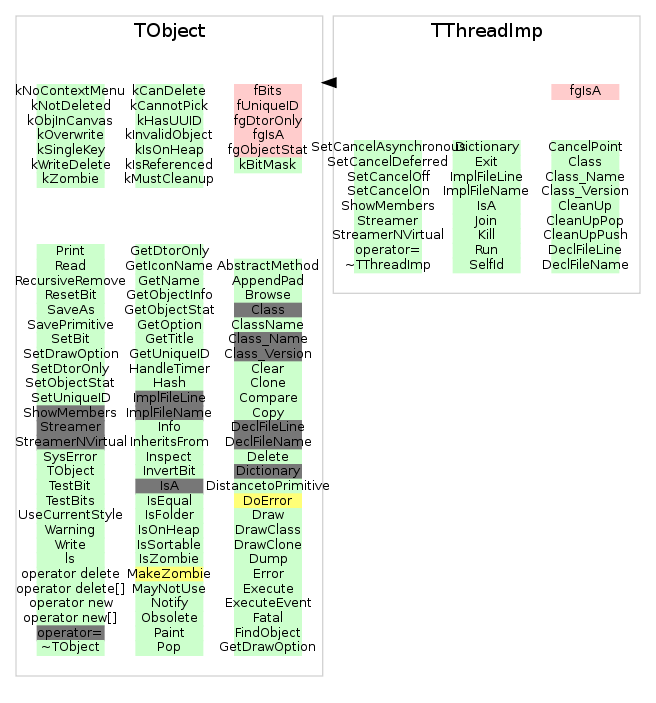 TObject
kNoContextMenu
kNotDeleted
kObjInCanvas
kOverwrite
kSingleKey
kWriteDelete
kZombie
kCanDelete
kCannotPick
kHasUUID
kInvalidObject
kIsOnHeap
kIsReferenced
kMustCleanup
fBits
fUniqueID
fgDtorOnly
fgIsA
fgObjectStat
kBitMask
Print
Read
RecursiveRemove
ResetBit
SaveAs
SavePrimitive
SetBit
SetDrawOption
SetDtorOnly
SetObjectStat
SetUniqueID
ShowMembers
Streamer
StreamerNVirtual
SysError
TObject
TestBit
TestBits
UseCurrentStyle
Warning
Write
ls
operator delete
operator delete[]
operator new
operator new[]
operator=
~TObject
GetDtorOnly
GetIconName
GetName
GetObjectInfo
GetObjectStat
GetOption
GetTitle
GetUniqueID
HandleTimer
Hash
ImplFileLine
ImplFileName
Info
InheritsFrom
Inspect
InvertBit
IsA
IsEqual
IsFolder
IsOnHeap
IsSortable
IsZombie
MakeZombie
MayNotUse
Notify
Obsolete
Paint
Pop
AbstractMethod
AppendPad
Browse
Class
ClassName
Class_Name
Class_Version
Clear
Clone
Compare
Copy
DeclFileLine
DeclFileName
Delete
Dictionary
DistancetoPrimitive
DoError
Draw
DrawClass
DrawClone
Dump
Error
Execute
ExecuteEvent
Fatal
FindObject
GetDrawOption
TThreadImp
fgIsA
SetCancelAsynchronous
SetCancelDeferred
SetCancelOff
SetCancelOn
ShowMembers
Streamer
StreamerNVirtual
operator=
~TThreadImp
Dictionary
Exit
ImplFileLine
ImplFileName
IsA
Join
Kill
Run
SelfId
CancelPoint
Class
Class_Name
Class_Version
CleanUp
CleanUpPop
CleanUpPush
DeclFileLine
DeclFileName